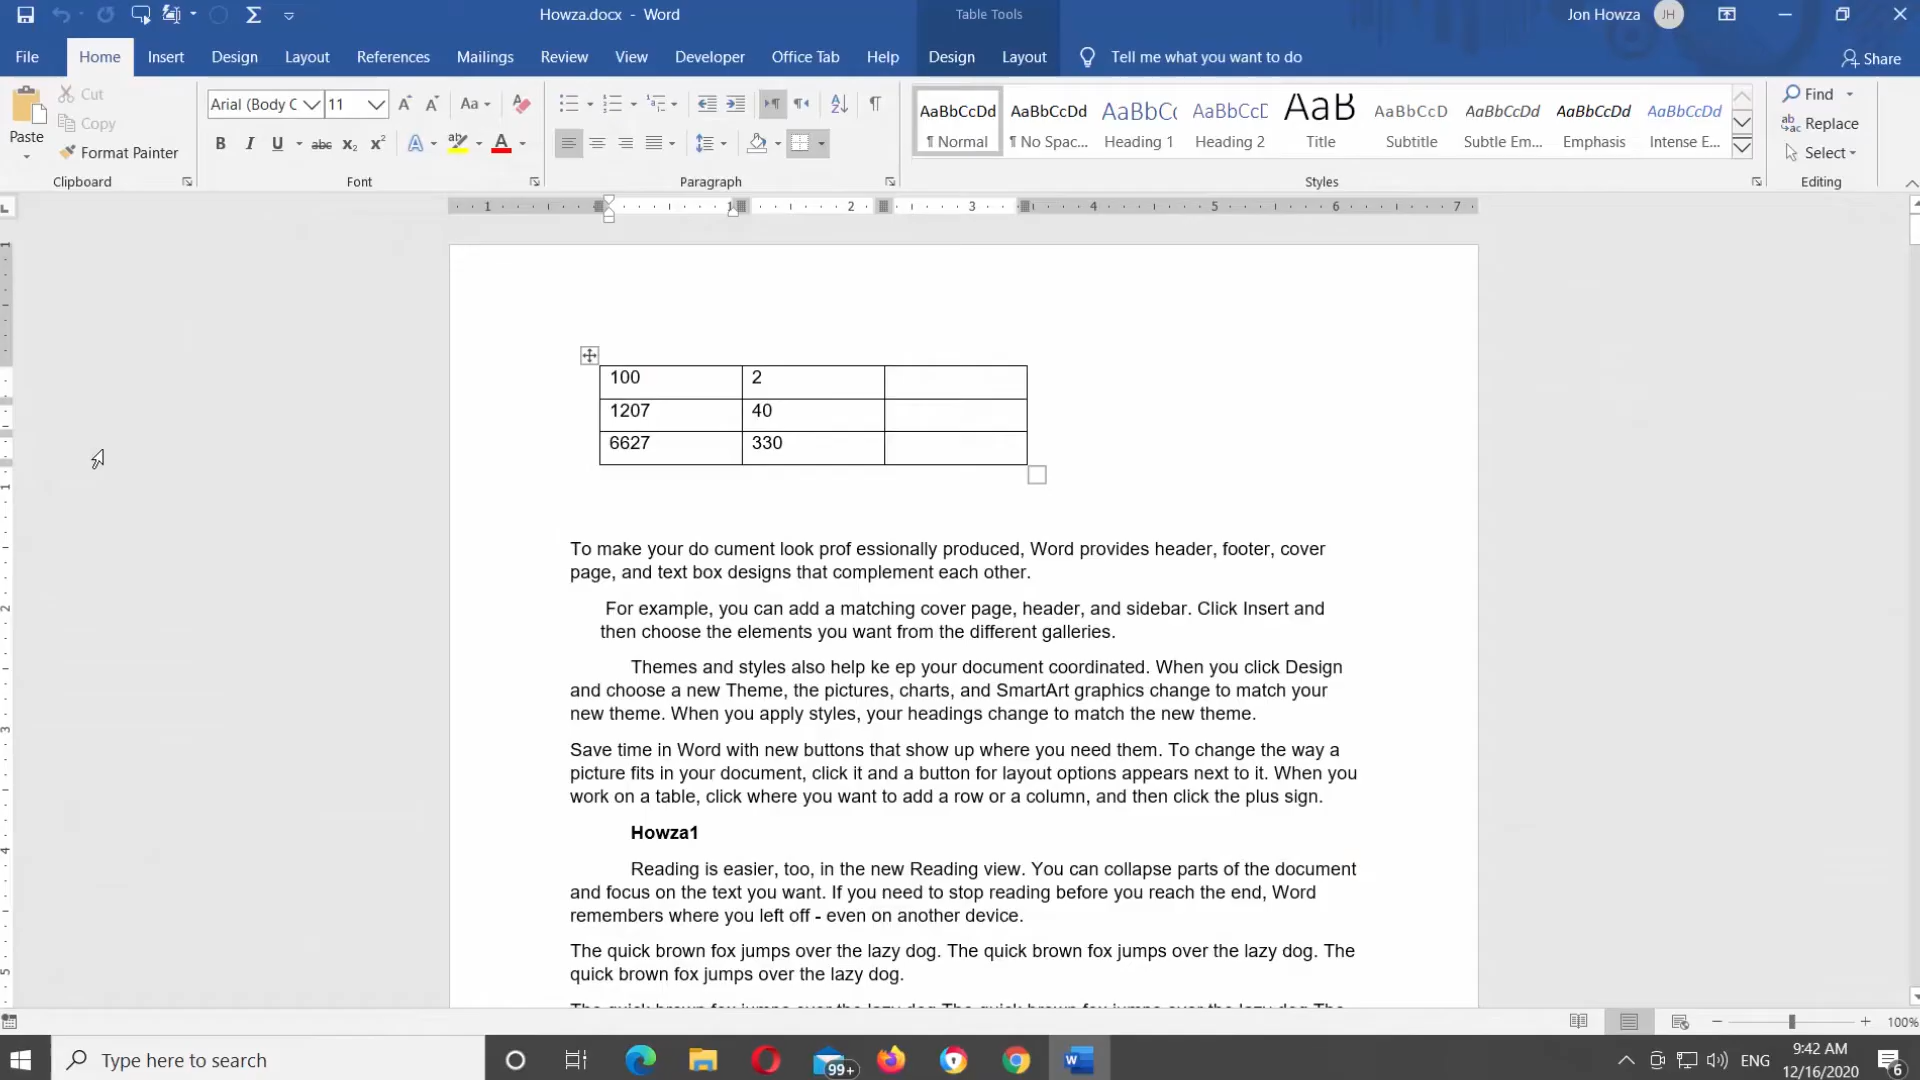 Howza.docx - Word
Table Tools
Jon Howza
JH
File
Home
Insert
Design
Layout
References
Mailings
Review
View
Developer
Office Tab
Help
Design
Layout
Tell me what you want to do
Share
Paste
Cut
Copy
Format Painter
Clipboard
Arial (Body C
11
Aa
B I U abc x₂ x²
Font
Paragraph
AaBbCcDd
¶ Normal
AaBbCcDd
¶ No Spac...
AaBbC(
Heading 1
AaBbCcC
Heading 2
AaB
Title
AaBbCcD
Subtitle
AaBbCcDd
Subtle Em...
AaBbCcDd
Emphasis
AaBbCcDd
Intense E...
Styles
Find
Replace
Select
Editing
1 1 2 3 4 5 6 7
100 2
1207 40
6627 330
To make your do cument look prof essionally produced, Word provides header, footer, cover
page, and text box designs that complement each other.
For example, you can add a matching cover page, header, and sidebar. Click Insert and
then choose the elements you want from the different galleries.
Themes and styles also help ke ep your document coordinated. When you click Design
and choose a new Theme, the pictures, charts, and SmartArt graphics change to match your
new theme. When you apply styles, your headings change to match the new theme.
Save time in Word with new buttons that show up where you need them. To change the way a
picture fits in your document, click it and a button for layout options appears next to it. When you
work on a table, click where you want to add a row or a column, and then click the plus sign.
Howza1
Reading is easier, too, in the new Reading view. You can collapse parts of the document
and focus on the text you want. If you need to stop reading before you reach the end, Word
remembers where you left off - even on another device.
The quick brown fox jumps over the lazy dog. The quick brown fox jumps over the lazy dog. The
quick brown fox jumps over the lazy dog.
100%
Type here to search
99+
ENG
9:42 AM
12/16/2020
6